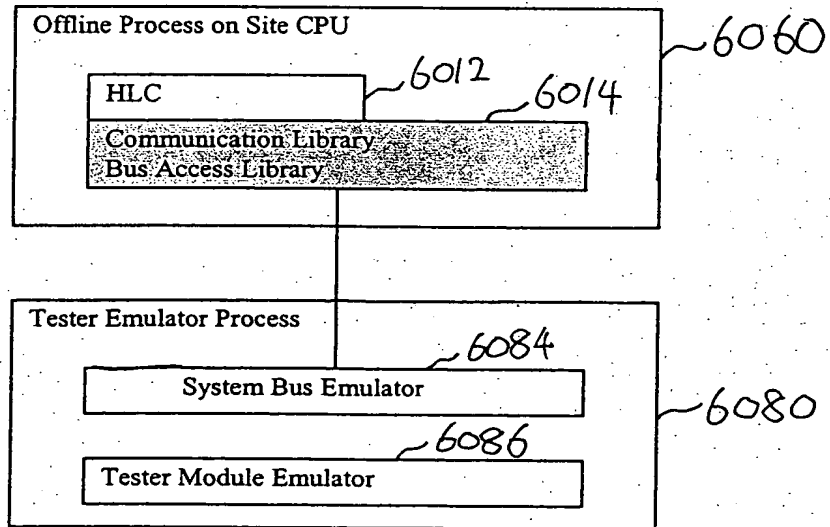 Offline Process on Site CPU
6060
HLC
6012
6014
Communication Library
Bus Access Library
Tester Emulator Process
6084
System Bus Emulator
6080
6086
Tester Module Emulator